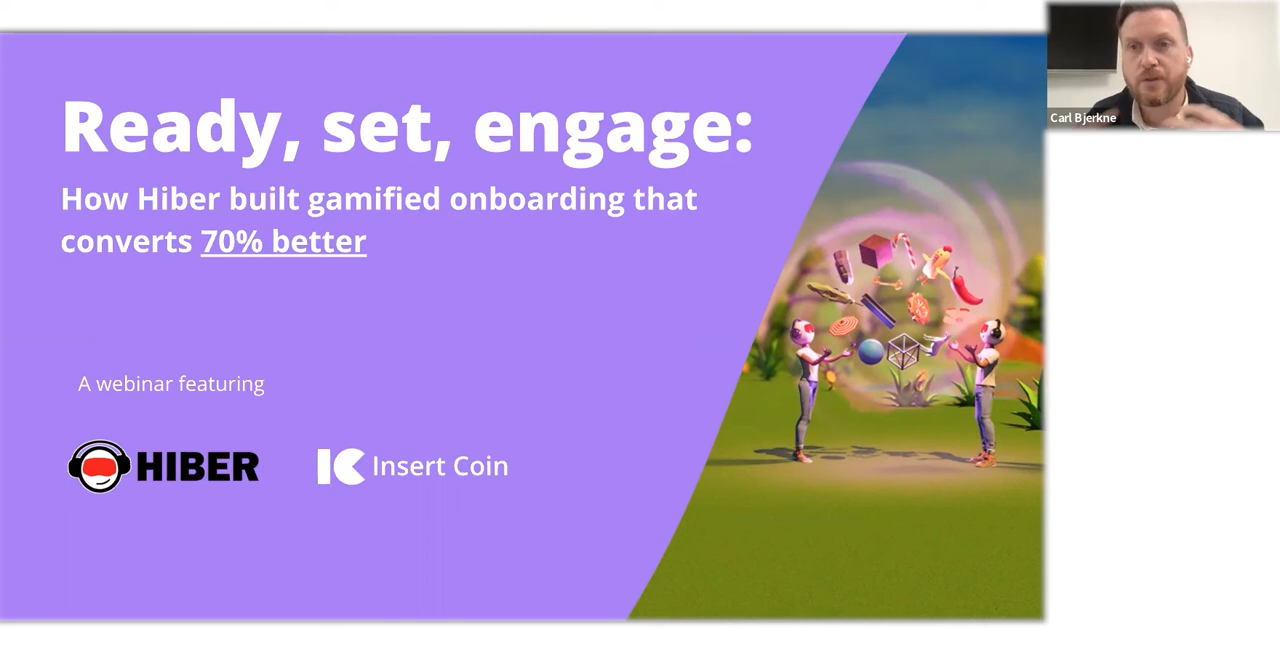 Ready, set, engage:
How Hiber built gamified onboarding that
converts 70% better
A webinar featuring
HIBER
Insert Coin
Carl Bjerkne